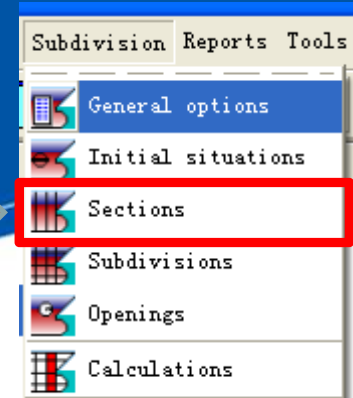 Subdivision Reports Tools
General options
Initial situations
Sections
Subdivisions
Openings
Calculations